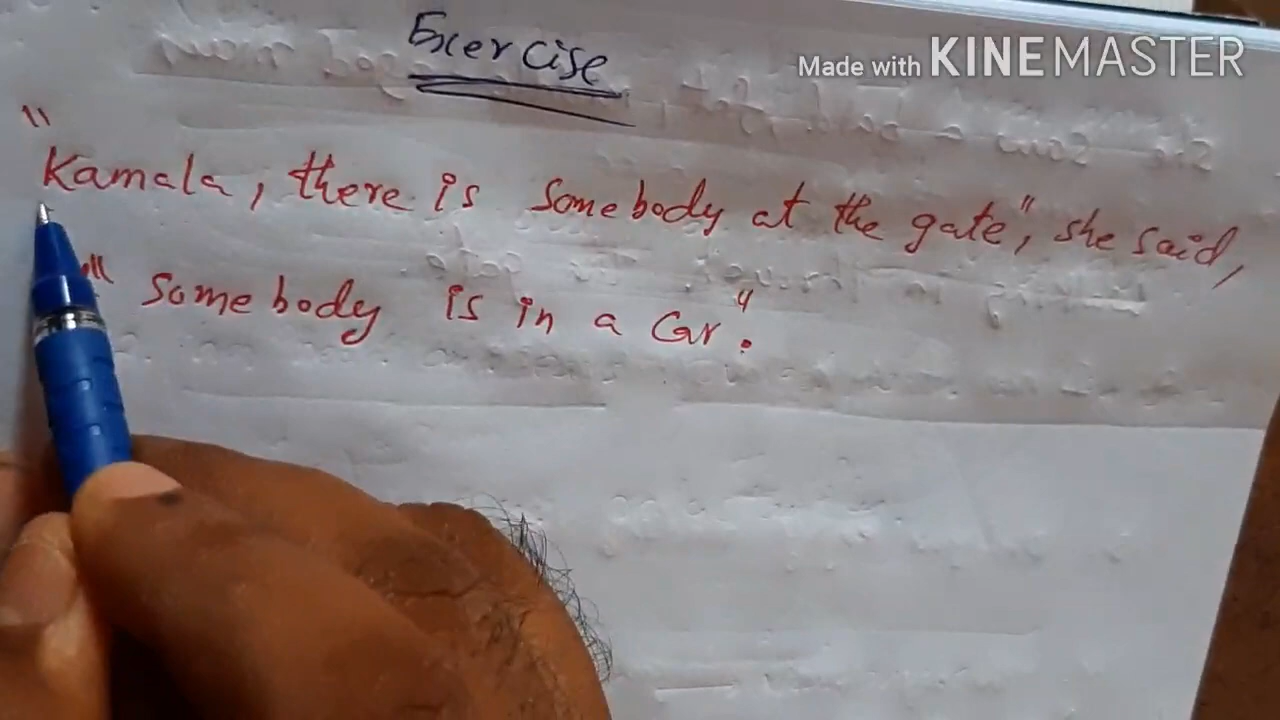 Exercise
Made with KINEMASTER
"Kamala, there is somebody at the gate", she said,
"Somebody is in a Car".